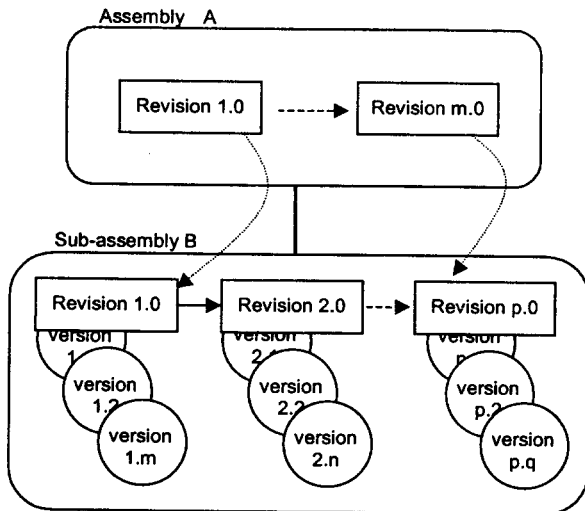 Assembly A
Revision 1.0
Revision m.0
Sub-assembly B
Revision 1.0
Revision 2.0
Revision p.0
version
version
1.2
version
1.m
version
2.2
version
2.n
version
p.2
version
p.q